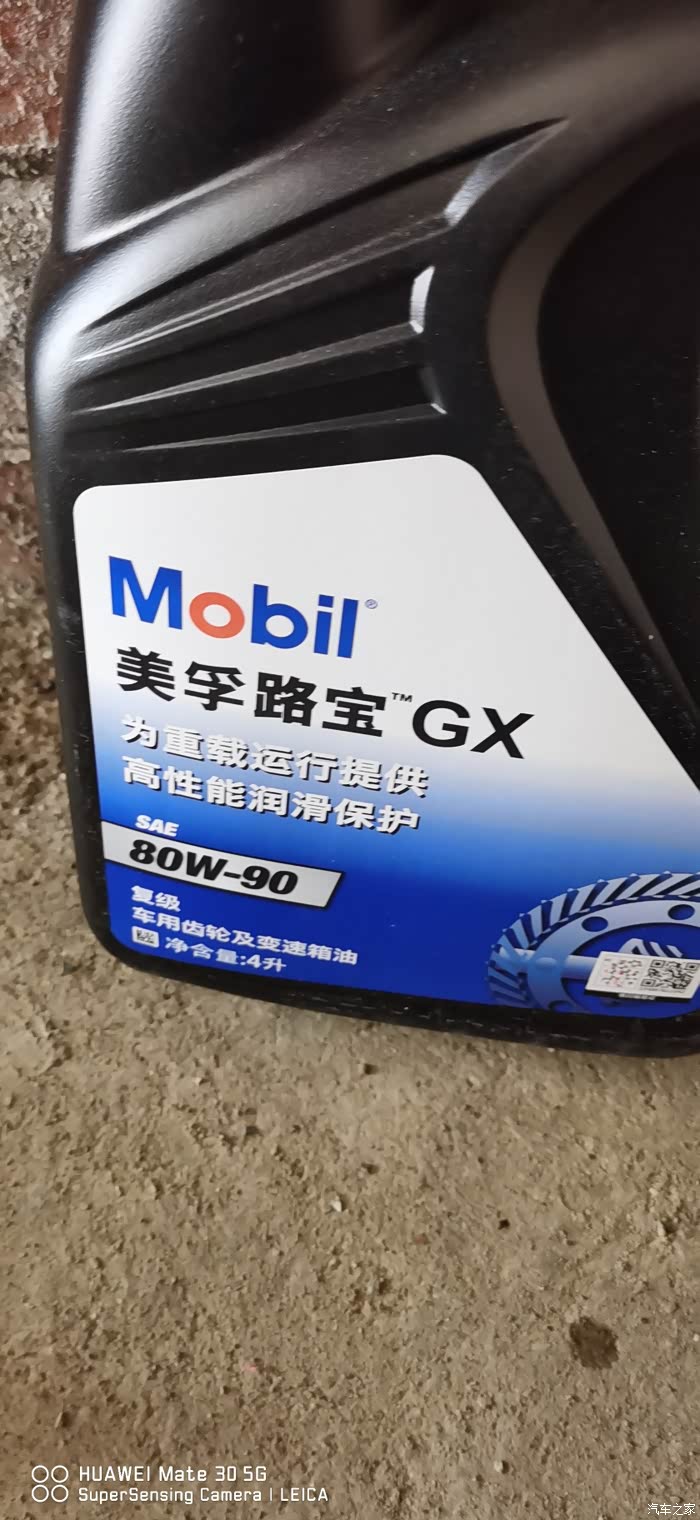 Mobil®
美孚路宝™GX
为重载运行提供
高性能润滑保护
SAE
80W-90
复级
车用齿轮及变速箱油
净含量:4升
HUAWEI Mate 30 5G
SuperSensing Camera | LEICA
汽车之家